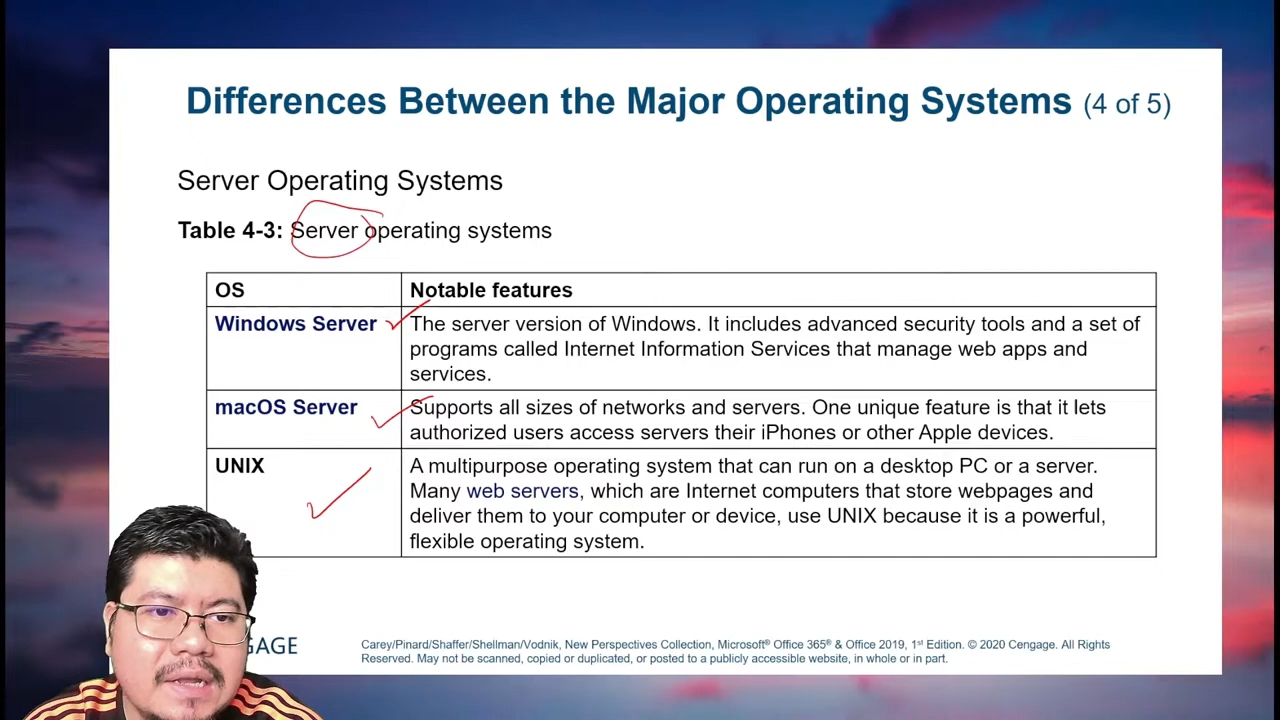 Differences Between the Major Operating Systems (4 of 5)
Server Operating Systems
Table 4-3: Server operating systems
OS Notable features
Windows Server The server version of Windows. It includes advanced security tools and a set of
programs called Internet Information Services that manage web apps and
services.
macOS Server Supports all sizes of networks and servers. One unique feature is that it lets
authorized users access servers their iPhones or other Apple devices.
UNIX A multipurpose operating system that can run on a desktop PC or a server.
Many web servers, which are Internet computers that store webpages and
deliver them to your computer or device, use UNIX because it is a powerful,
flexible operating system.
GAGE
Carey/Pinard/Shaffer/Shellman/Vodnik, New Perspectives Collection, Microsoft® Office 365® & Office 2019, 1st Edition. © 2020 Cengage. All Rights
Reserved. May not be scanned, copied or duplicated, or posted to a publicly accessible website, in whole or in part.